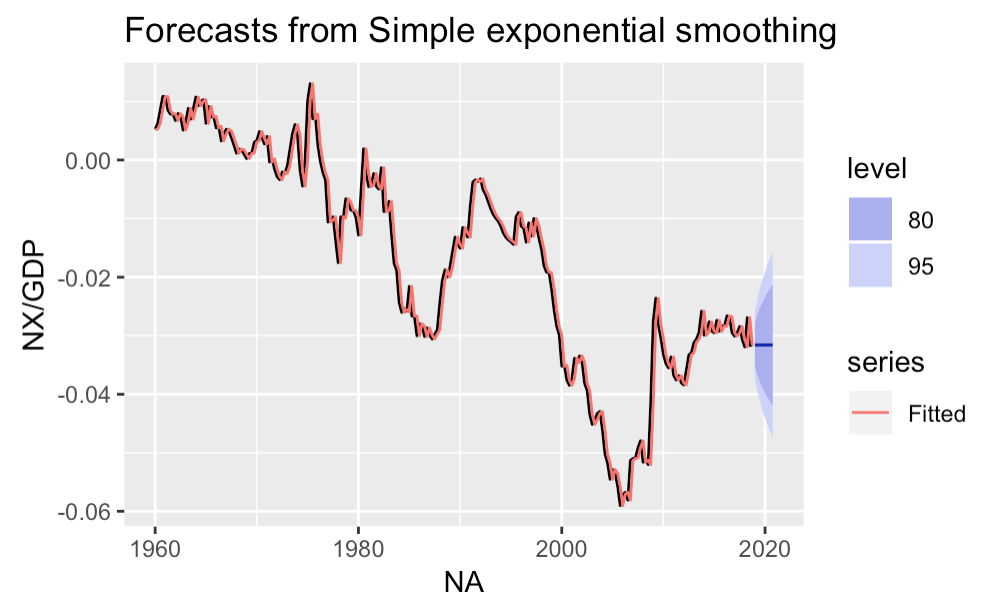 Forecasts from Simple exponential smoothing
NX/GDP
0.00
-0.02
-0.04
-0.06
1960 1980 2000 2020
NA
level
80
95
series
Fitted